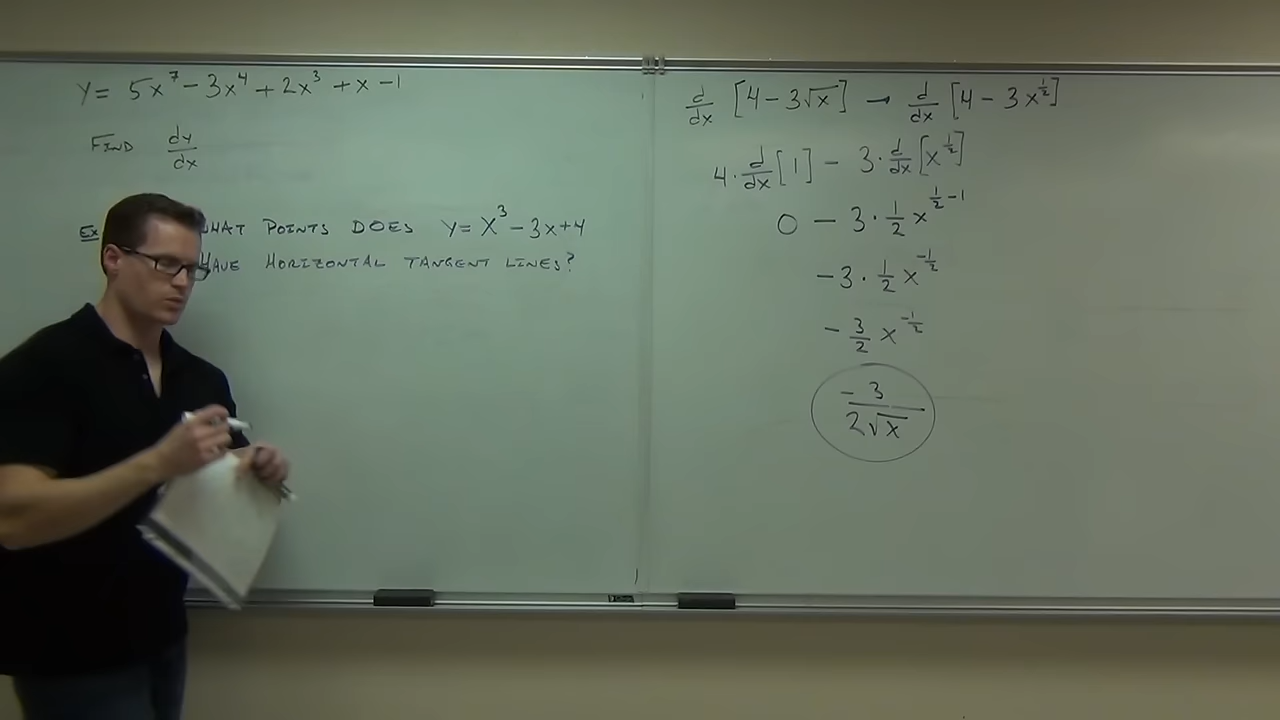 Y = 5x⁷ - 3x⁴ + 2x³ + x - 1
FIND dy/dx
Ex WHAT POINTS DOES Y = X³ - 3x + 4
HAVE HORIZONTAL TANGENT LINES?
d/dx [4 - 3√x] → d/dx [4 - 3x^(1/2)]
4 · d/dx [1] - 3 · d/dx [x^(1/2)]
0 - 3 · 1/2 x^(1/2 - 1)
-3 · 1/2 x^(-1/2)
- 3/2 x^(-1/2)
-3/(2√x)